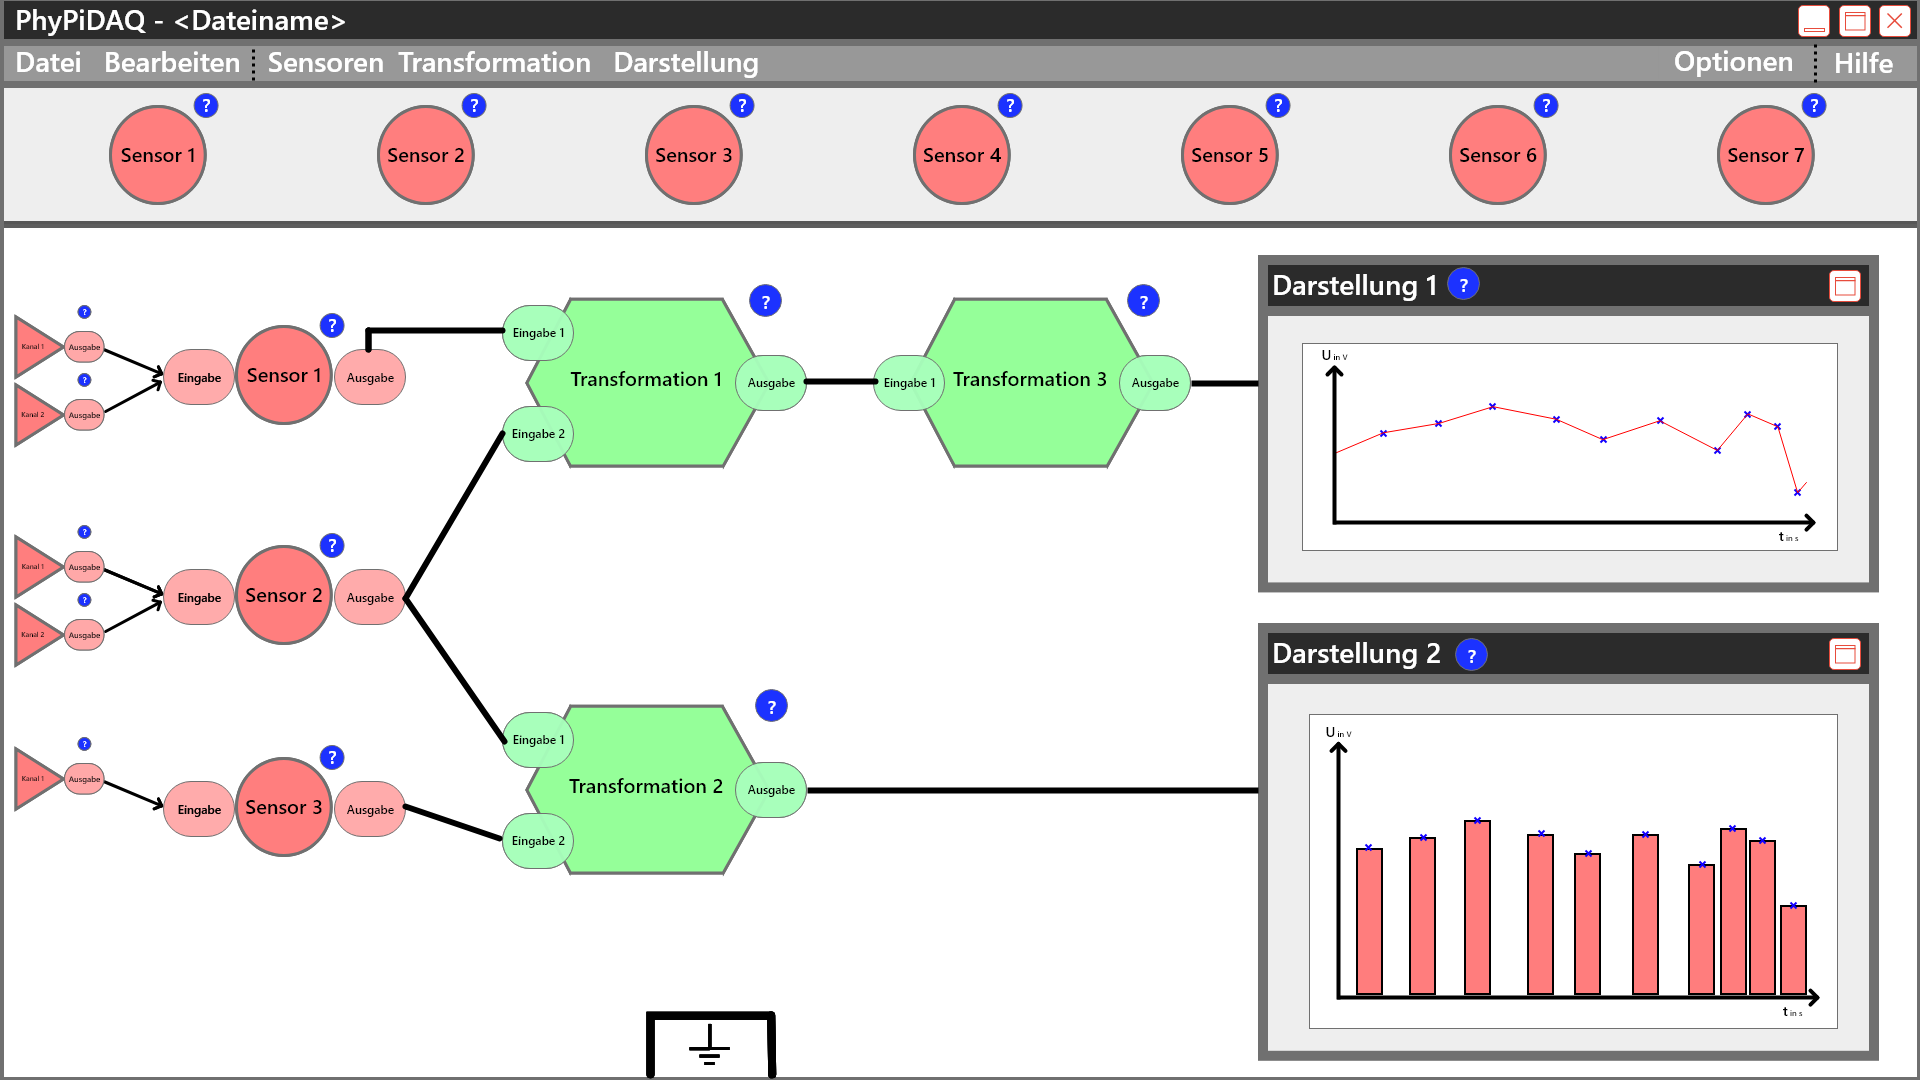 PhyPiDAQ - <Dateiname>
Datei Bearbeiten Sensoren Transformation Darstellung Optionen Hilfe
? ? ? ? ? ? ?
Sensor 1 Sensor 2 Sensor 3 Sensor 4 Sensor 5 Sensor 6 Sensor 7
?
Kanal 1 Ausgabe
?
Kanal 2 Ausgabe
Eingabe Sensor 1 Ausgabe
?
Eingabe 1
Eingabe 2
Transformation 1
?
Ausgabe
Eingabe 1 Transformation 3 Ausgabe
?
Darstellung 1 ?
U in V
t in s
?
Kanal 1 Ausgabe
?
Kanal 2 Ausgabe
Eingabe Sensor 2 Ausgabe
?
?
Kanal 1 Ausgabe
Eingabe Sensor 3 Ausgabe
?
Eingabe 1
Eingabe 2
Transformation 2
?
Ausgabe
Darstellung 2 ?
U in V
t in s